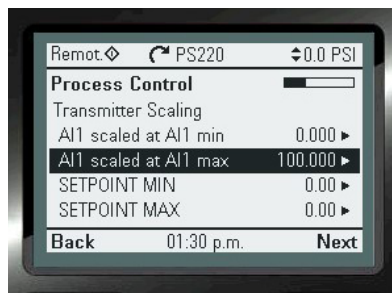 Remot. PS220 0.0 PSI
Process Control
Transmitter Scaling
AI1 scaled at AI1 min 0.000
AI1 scaled at AI1 max 100.000
SETPOINT MIN 0.00
SETPOINT MAX 0.00
Back 01:30 p.m. Next